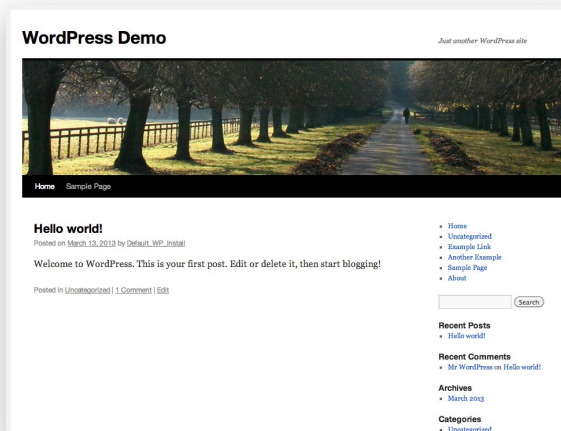 WordPress Demo
Just another WordPress site
Home Sample Page
Hello world!
Posted on March 13, 2013 by Default_WP_Install
Welcome to WordPress. This is your first post. Edit or delete it, then start blogging!
Posted in Uncategorized | 1 Comment | Edit
Home
Uncategorized
Example Link
Another Example
Sample Page
About
Search
Recent Posts
Hello world!
Recent Comments
Mr WordPress on Hello world!
Archives
March 2013
Categories
Uncategorized